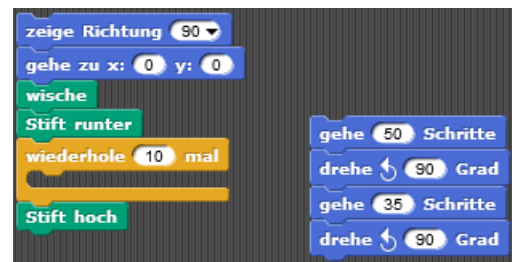 zeige Richtung 90
gehe zu x: 0 y: 0
wische
Stift runter
wiederhole 10 mal
Stift hoch
gehe 50 Schritte
drehe 90 Grad
gehe 35 Schritte
drehe 90 Grad